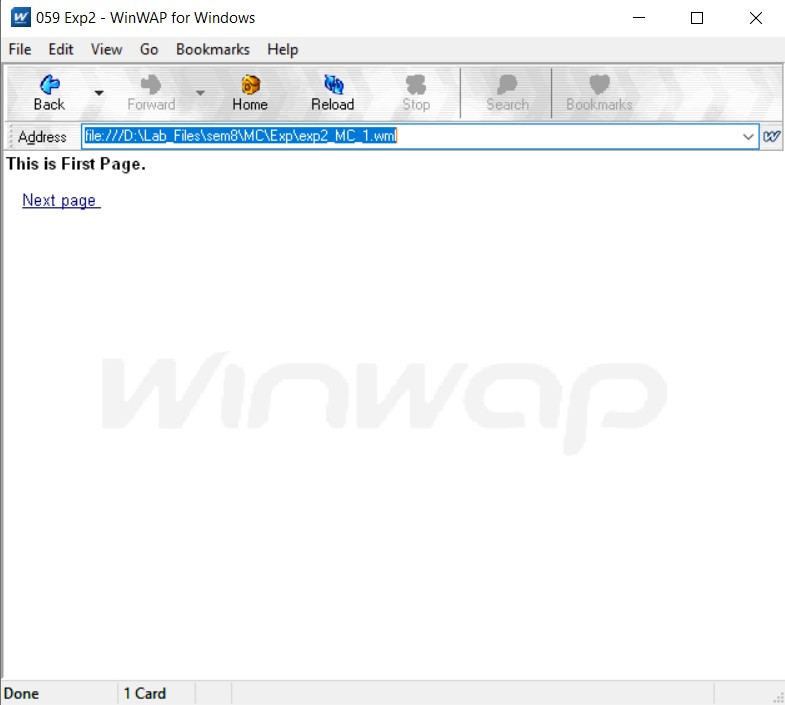 059 Exp2 - WinWAP for Windows
File Edit View Go Bookmarks Help
Back Forward Home Reload Stop Search Bookmarks
Address file:///D:\Lab_Files\sem8\MC\Exp\exp2_MC_1.wml
This is First Page.
Next page
Winwap
Done 1 Card